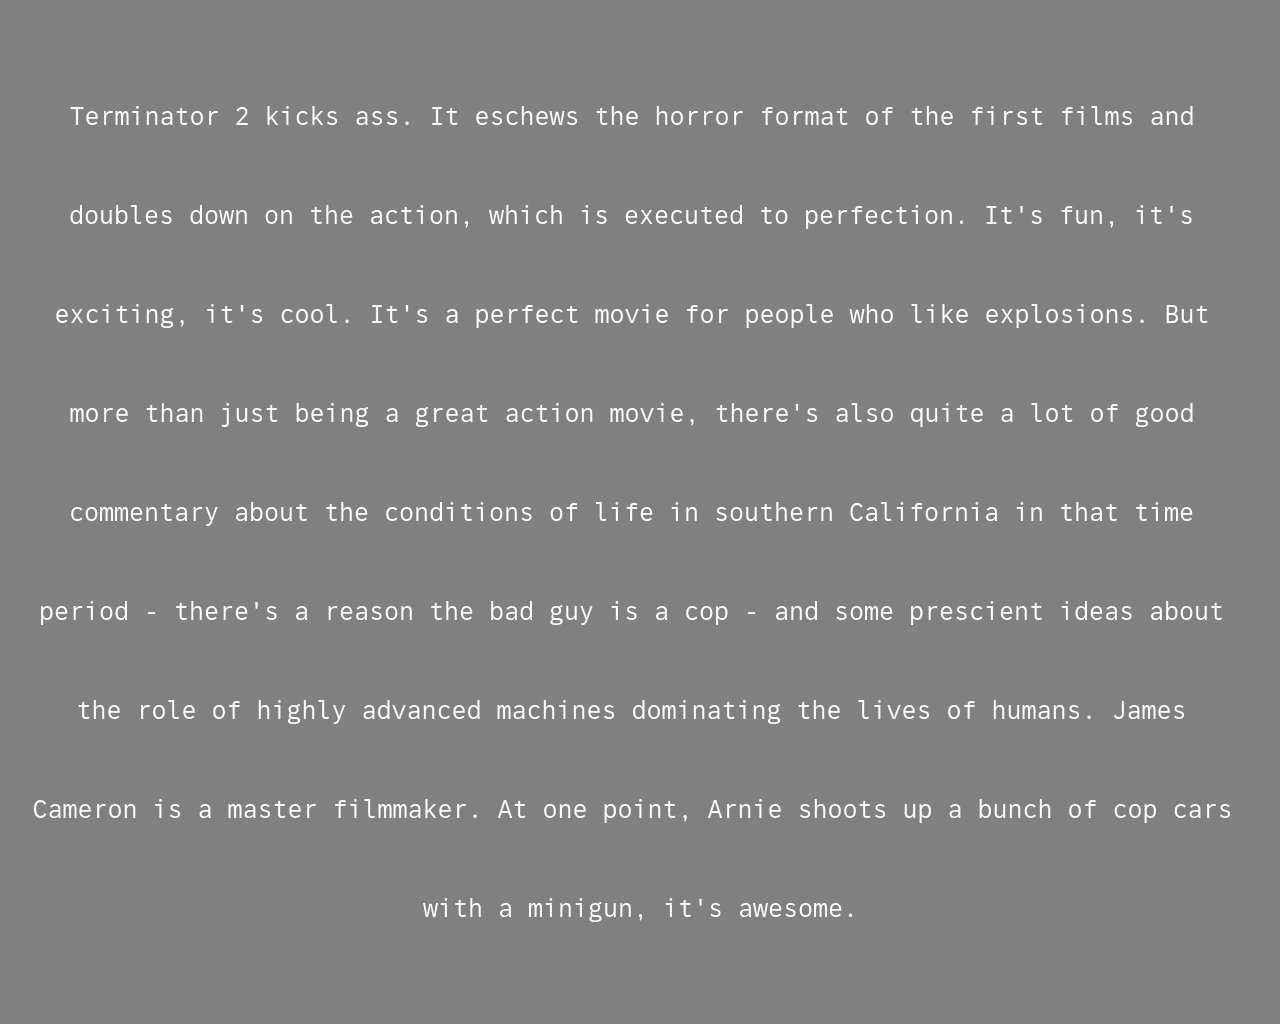 Terminator 2 kicks ass. It eschews the horror format of the first films and
doubles down on the action, which is executed to perfection. It's fun, it's
exciting, it's cool. It's a perfect movie for people who like explosions. But
more than just being a great action movie, there's also quite a lot of good
commentary about the conditions of life in southern California in that time
period - there's a reason the bad guy is a cop - and some prescient ideas about
the role of highly advanced machines dominating the lives of humans. James
Cameron is a master filmmaker. At one point, Arnie shoots up a bunch of cop cars
with a minigun, it's awesome.